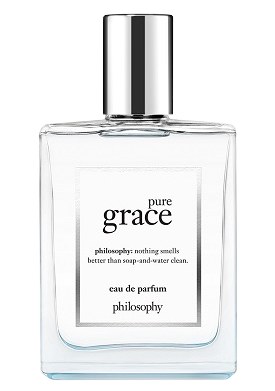 pure
grace
philosophy: nothing smells
better than soap-and-water clean.
eau de parfum
philosophy